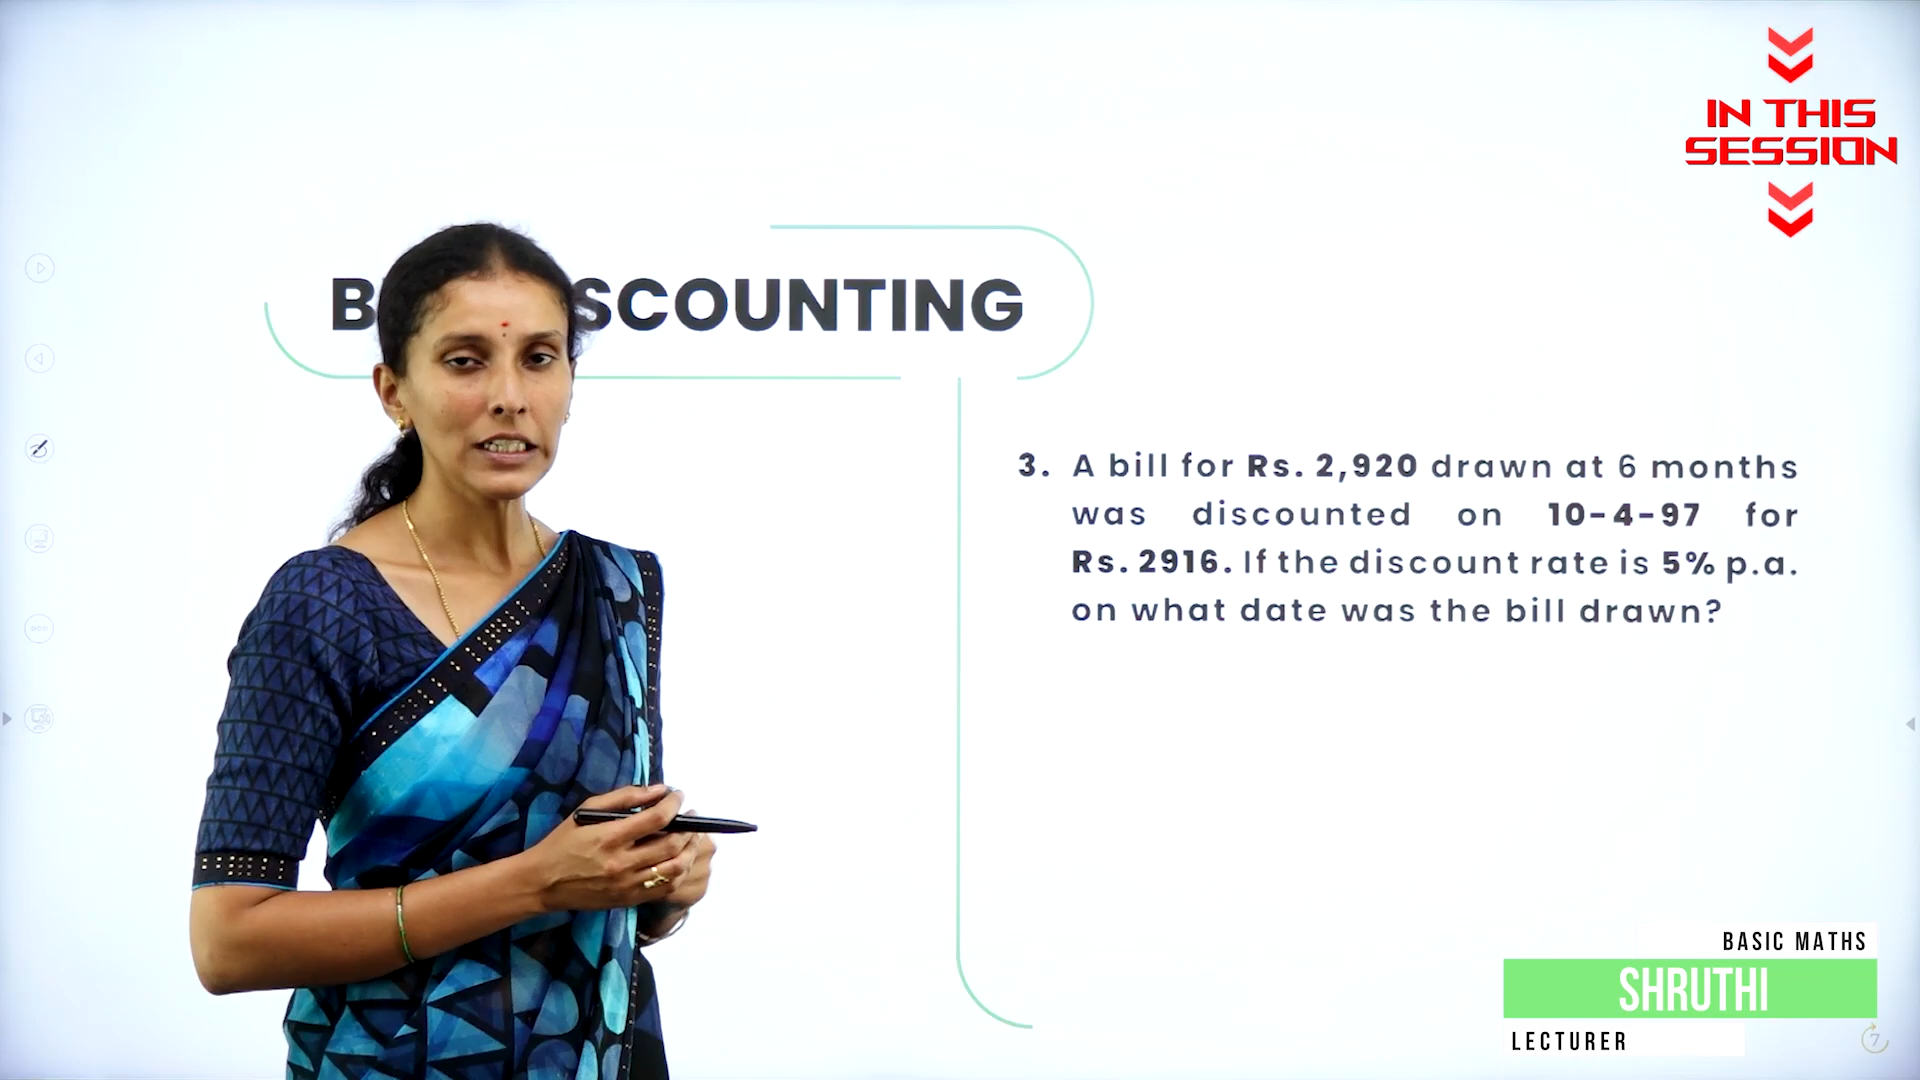 IN THIS
SESSION
3. A bill for Rs. 2,920 drawn at 6 months
was discounted on 10-4-97 for
Rs. 2916. If the discount rate is 5% p.a.
on what date was the bill drawn?
BASIC MATHS
SHRUTHI
LECTURER
7